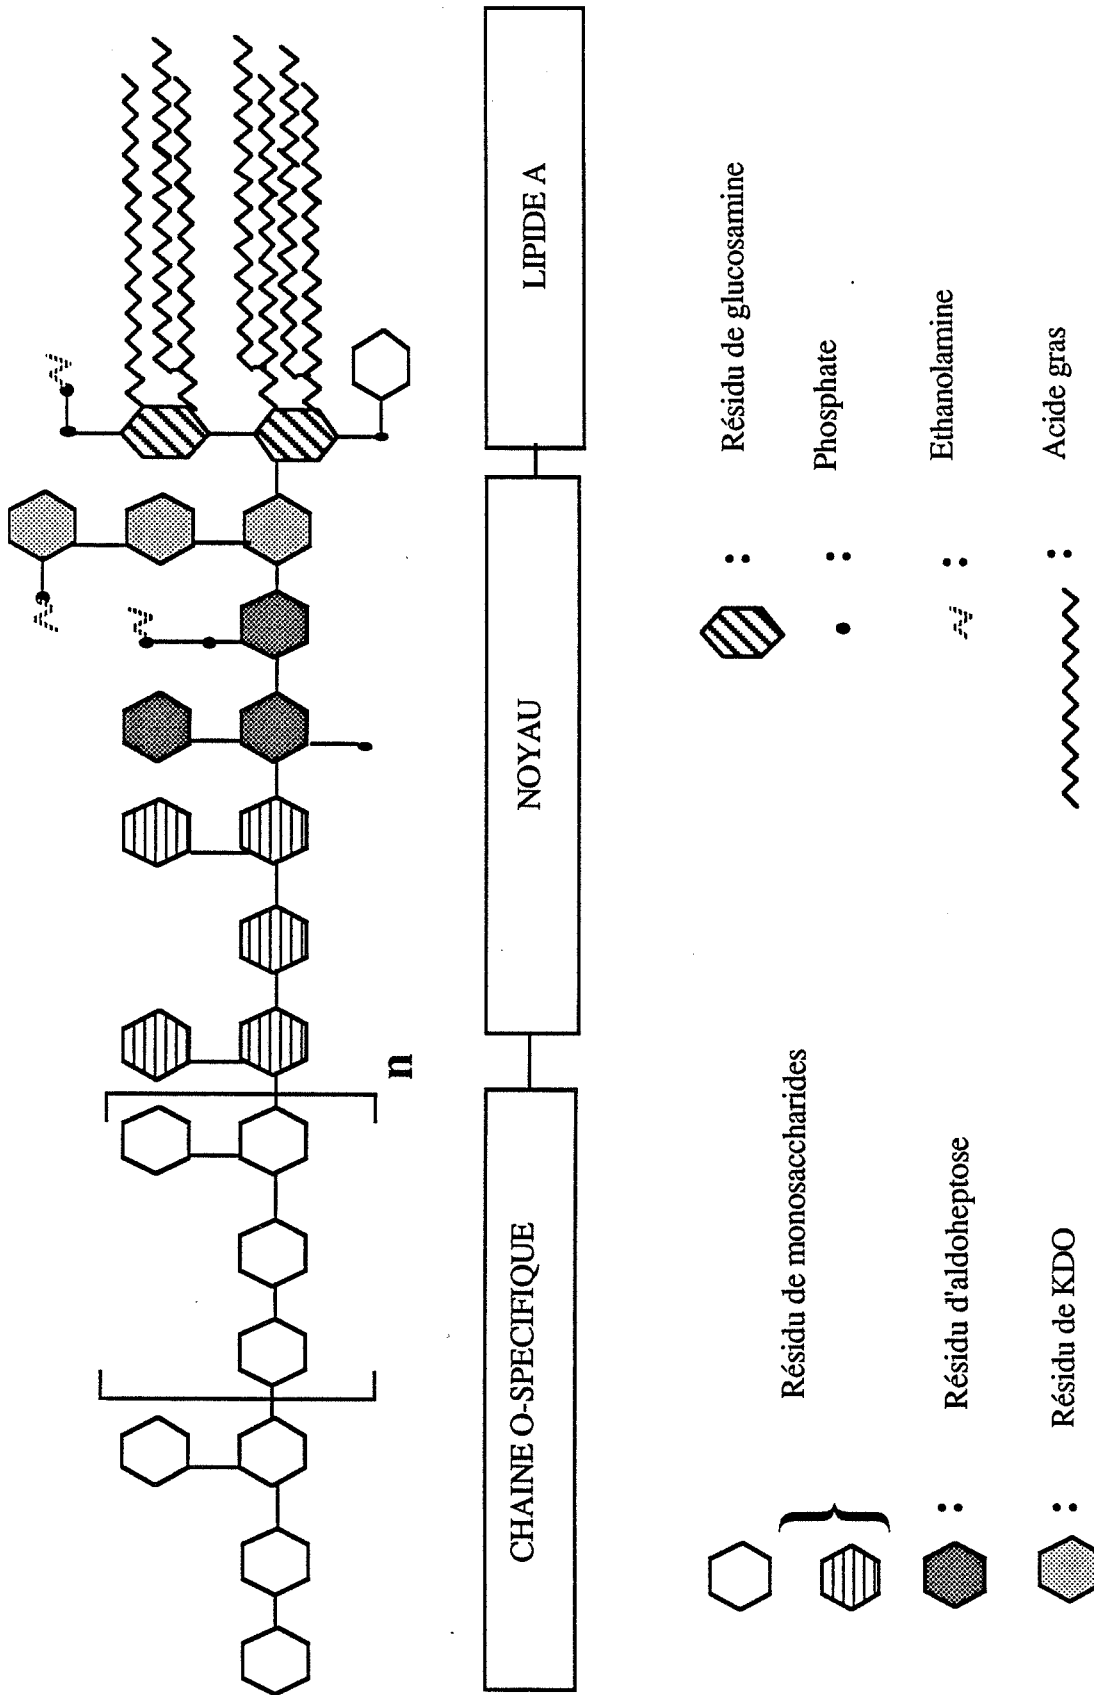 n
CHAINE O-SPECIFIQUE
NOYAU
LIPIDE A
Résidu de monosaccharides
: Résidu d'aldoheptose
: Résidu de KDO
: Résidu de glucosamine
: Phosphate
: Ethanolamine
: Acide gras